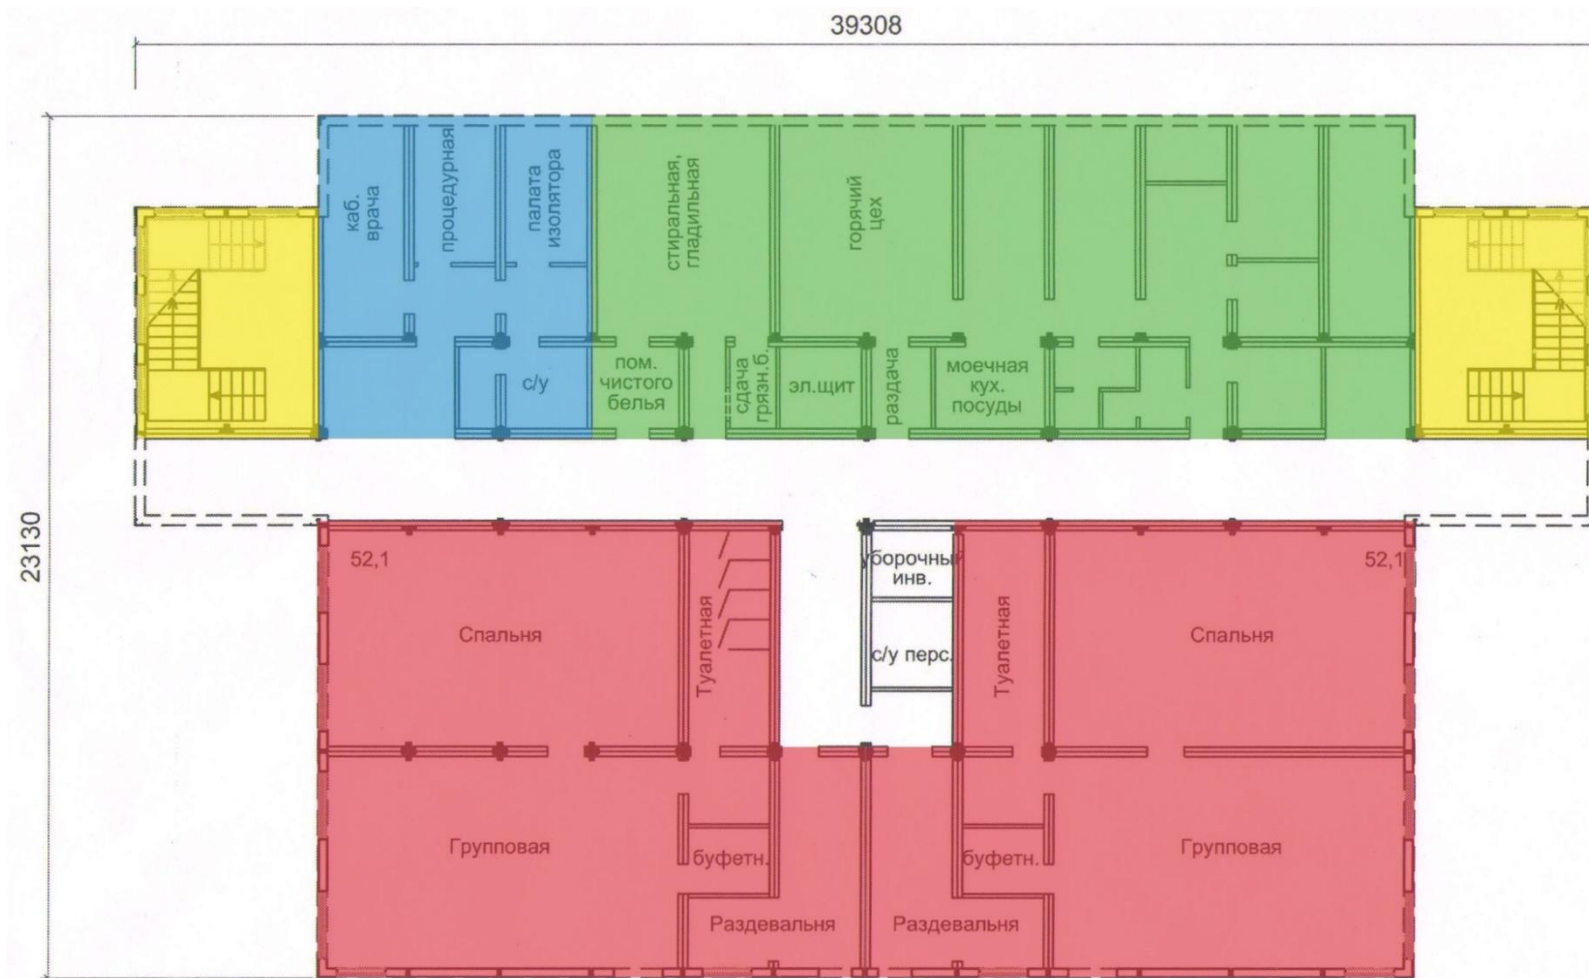 39308
23130
каб.
врача
процедурная
палата
изолятора
стиральная,
гладильная
горячий
цех
с/у
пом.
чистого
белья
сдача
грязн.б.
эл.щит
раздача
моечная
кух.
посуды
52,1
Спальня
Туалетная
уборочный
инв.
с/у перс.
Туалетная
52,1
Спальня
Групповая
буфетн.
Раздевальня
буфетн.
Раздевальня
Групповая